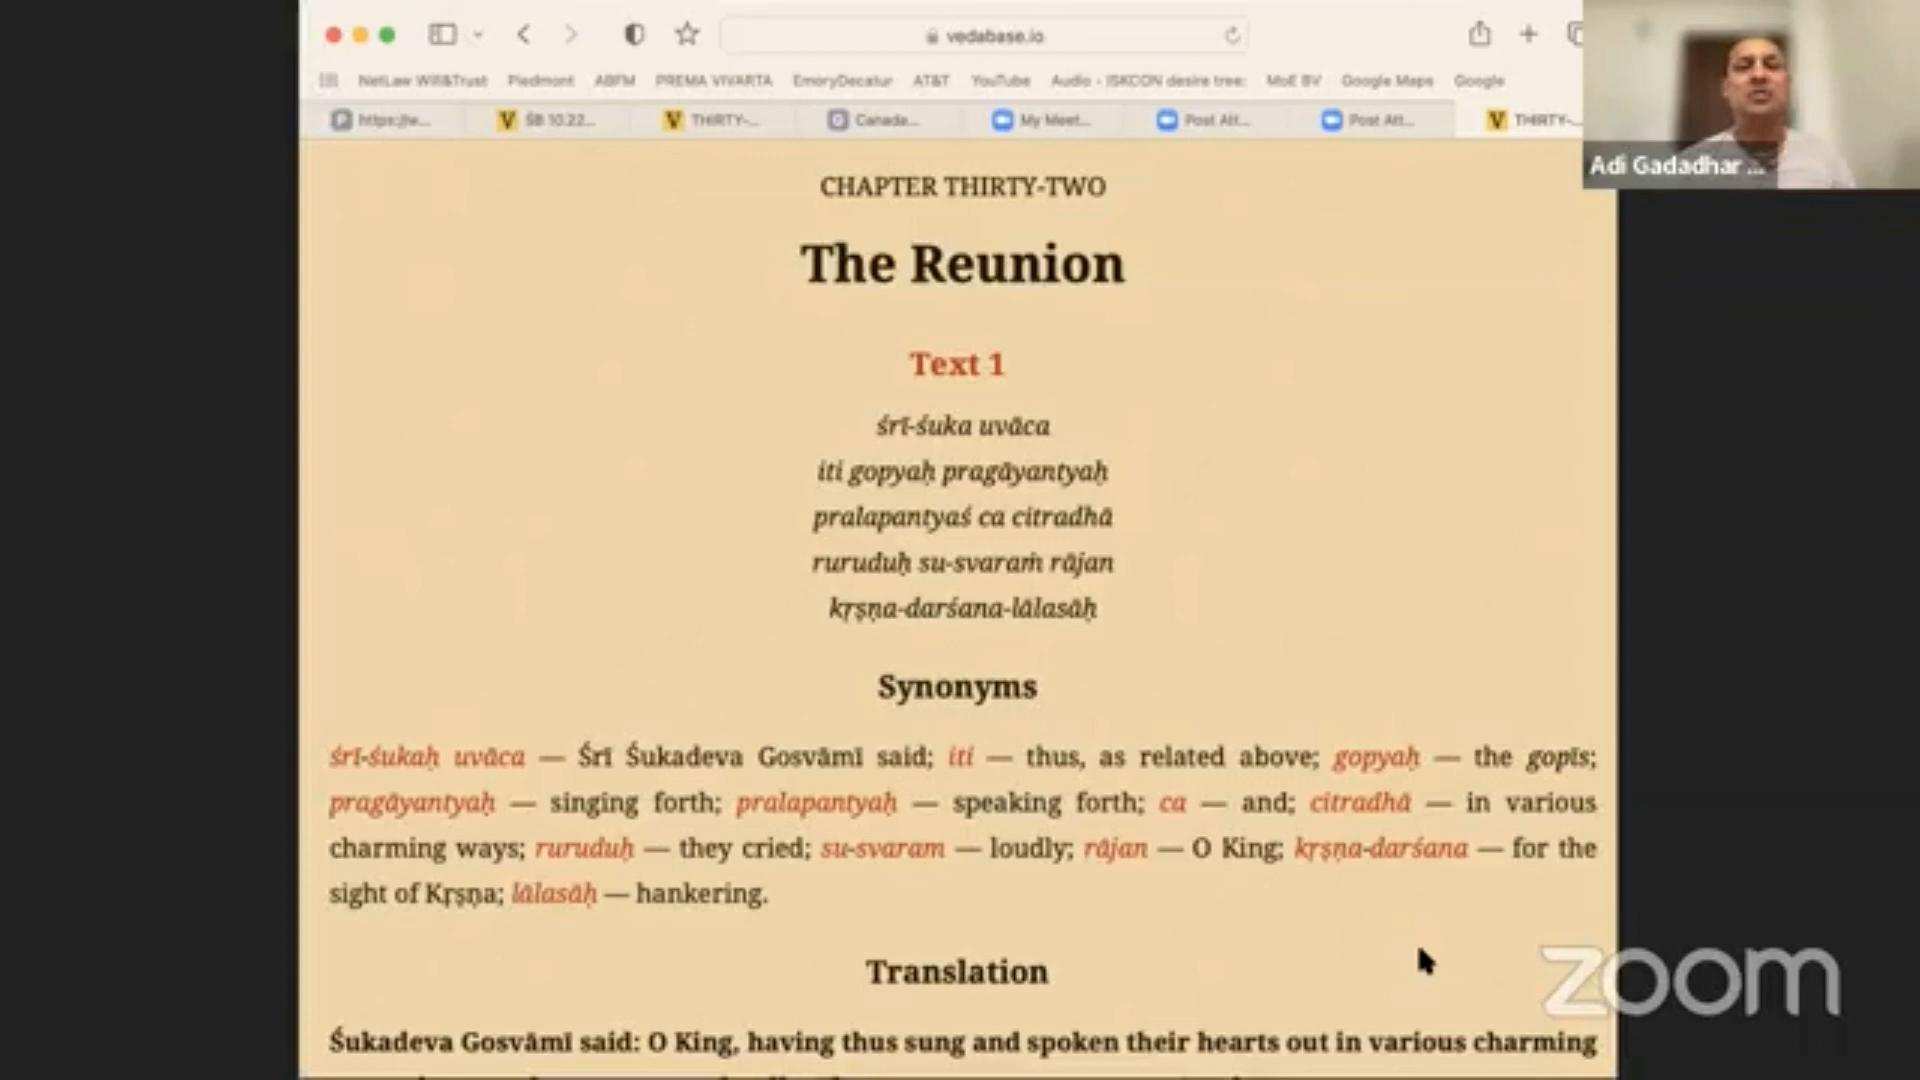 vedabase.io
NetLaw Will&Trust Piedmont ABFM PREMA VIVARTA EmoryDecatur AT&T YouTube Audio - ISKCON desire tree: MoE BV Google Maps Google
https://w... SB 10.22... THIRTY-... Canada... My Meet... Post Att... Post Att... THIRTY-...
Adi Gadadhar ...
CHAPTER THIRTY-TWO
The Reunion
Text 1
śrī-śuka uvāca
iti gopyaḥ pragāyantyaḥ
pralapantyaś ca citradhā
ruruduḥ su-svaraṁ rājan
kṛṣṇa-darśana-lālasāḥ
Synonyms
śrī-śukaḥ uvāca — Śrī Śukadeva Gosvāmī said; iti — thus, as related above; gopyaḥ — the gopīs;
pragāyantyaḥ — singing forth; pralapantyaḥ — speaking forth; ca — and; citradhā — in various
charming ways; ruruduḥ — they cried; su-svaram — loudly; rājan — O King; kṛṣṇa-darśana — for the
sight of Kṛṣṇa; lālasāḥ — hankering.
Translation
Śukadeva Gosvāmī said: O King, having thus sung and spoken their hearts out in various charming
zoom